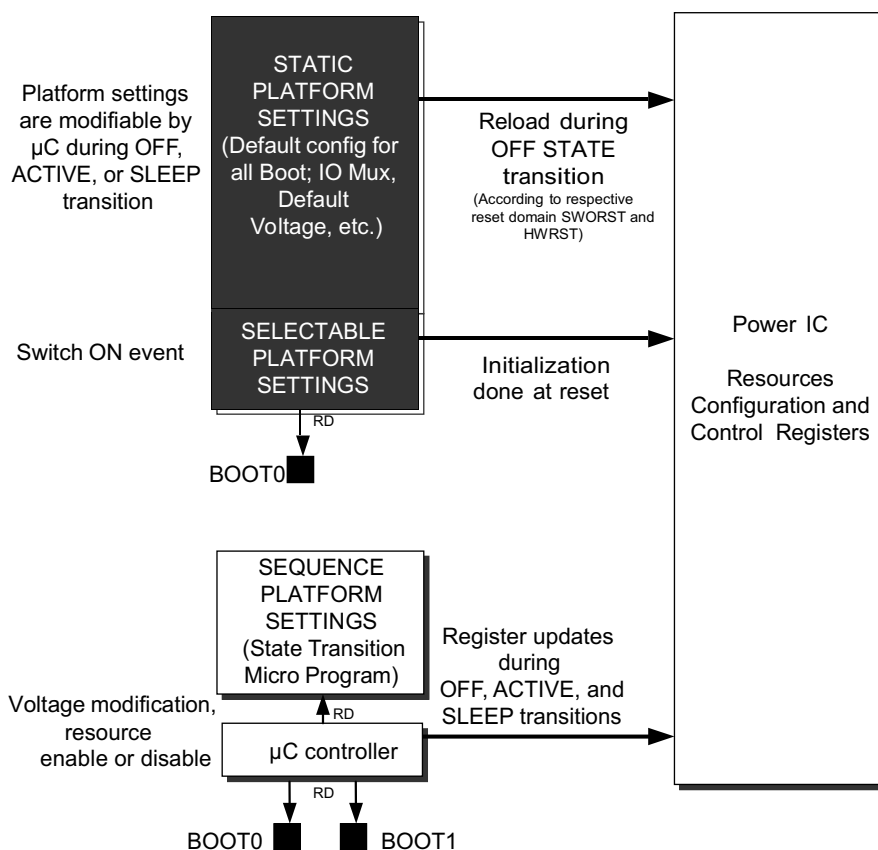 Platform settings
are modifiable by
µC during OFF,
ACTIVE, or SLEEP
transition
STATIC
PLATFORM
SETTINGS
(Default config for
all Boot; IO Mux,
Default
Voltage, etc.)
Reload during
OFF STATE
transition
(According to respective
reset domain SWORST and
HWRST)
Switch ON event
SELECTABLE
PLATFORM
SETTINGS
Initialization
done at reset
Power IC
Resources
Configuration and
Control Registers
RD
BOOT0
SEQUENCE
PLATFORM
SETTINGS
(State Transition
Micro Program)
Register updates
during
OFF, ACTIVE, and
SLEEP transitions
Voltage modification,
resource
enable or disable
RD
µC controller
RD
BOOT0
BOOT1